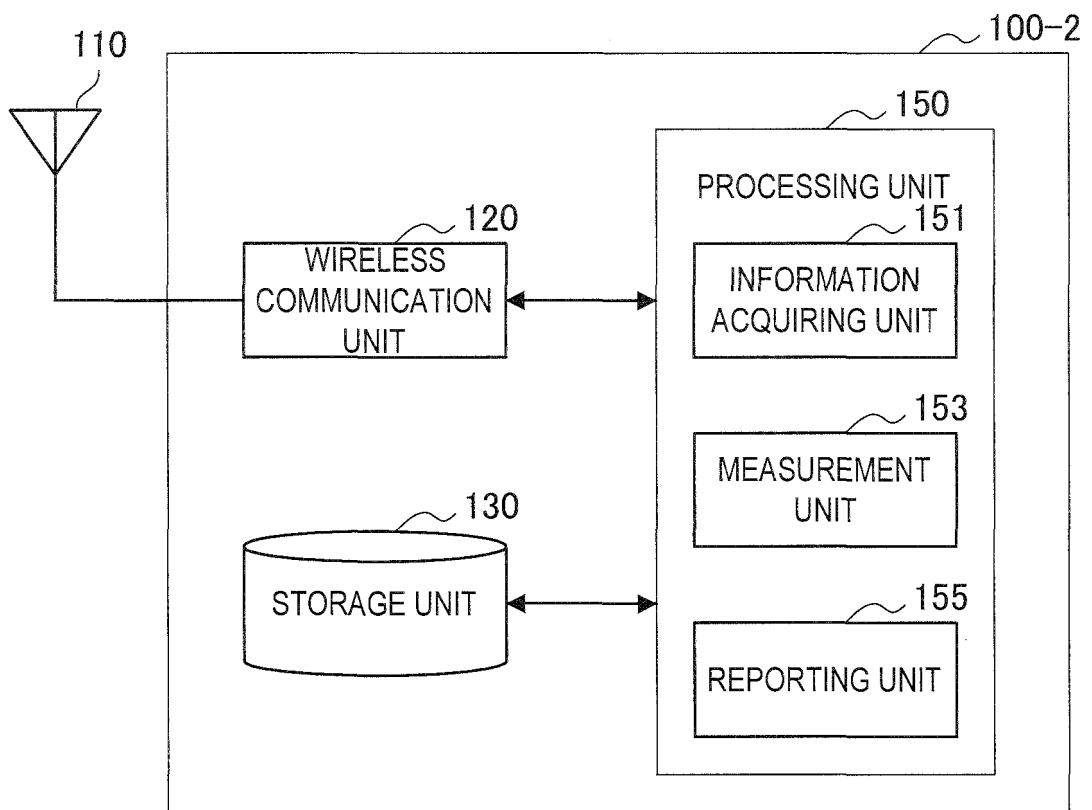 110
100-2
150
PROCESSING UNIT
120
151
WIRELESS
COMMUNICATION
UNIT
INFORMATION
ACQUIRING UNIT
153
MEASUREMENT
UNIT
130
STORAGE UNIT
155
REPORTING UNIT